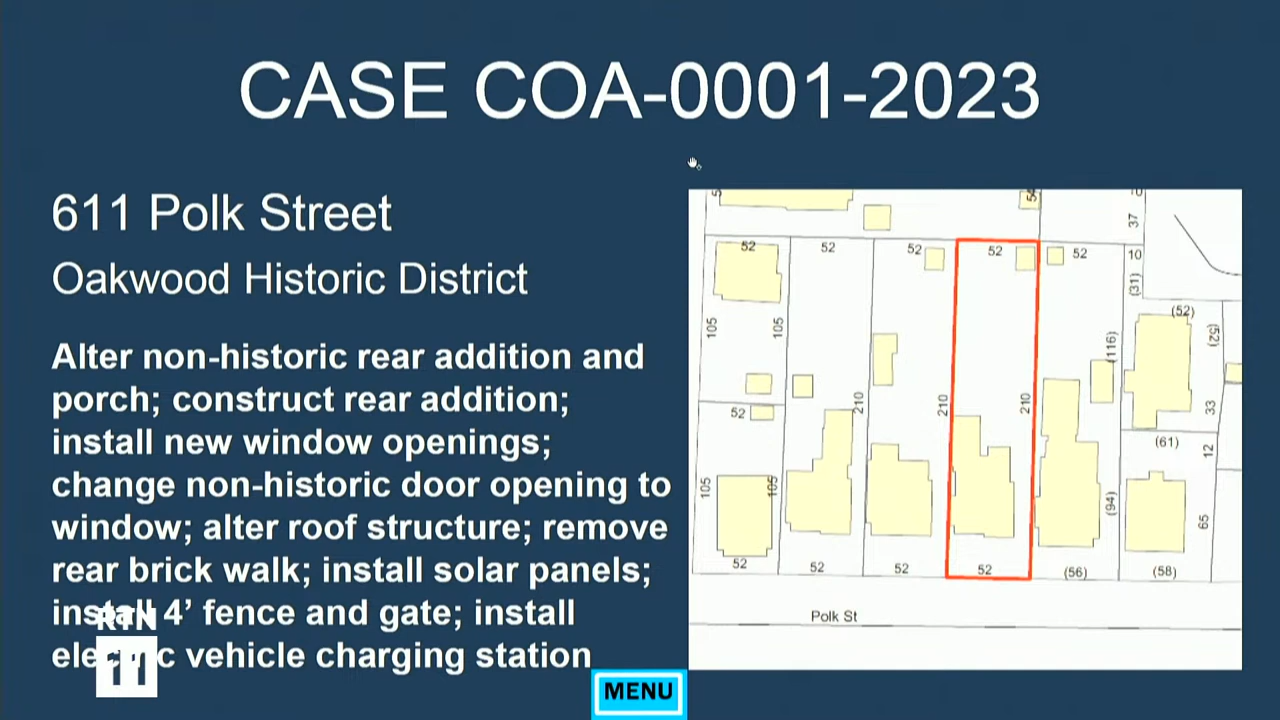 CASE COA-0001-2023
611 Polk Street
Oakwood Historic District
Alter non-historic rear addition and
porch; construct rear addition;
install new window openings;
change non-historic door opening to
window; alter roof structure; remove
rear brick walk; install solar panels;
install 4' fence and gate; install
electric vehicle charging station
RTN
11
MENU
37
52
52
52
52
52
10
(31)
105
105
(52)
(52)
(116)
210
210
210
33
52
(61)
12
105
105
(94)
65
52
52
52
52
(56)
(58)
Polk St